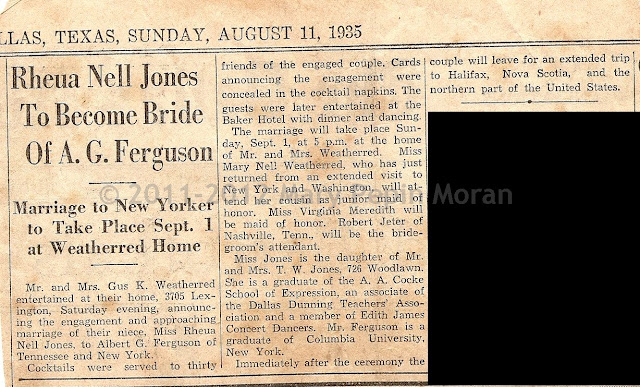 LLAS, TEXAS, SUNDAY, AUGUST 11, 1935
Rheua Nell Jones
To Become Bride
Of A. G. Ferguson
Marriage to New Yorker
to Take Place Sept. 1
at Weatherred Home
Mr. and Mrs. Gus K. Weatherred
entertained at their home, 3705 Lex-
ington, Saturday evening, announc-
ing the engagement and approaching
marriage of their niece, Miss Rheua
Nell Jones, to Albert G. Ferguson of
Tennessee and New York.
Cocktails were served to thirty
friends of the engaged couple. Cards
announcing the engagement were
concealed in the cocktail napkins. The
guests were later entertained at the
Baker Hotel with dinner and dancing.
The marriage will take place Sun-
day, Sept. 1, at 5 p.m. at the home
of Mr. and Mrs. Weatherred. Miss
Mary Nell Weatherred, who has just
returned from an extended visit to
New York and Washington, will at-
tend her cousin as junior maid of
honor. Miss Virginia Meredith will
be maid of honor. Robert Jeter of
Nashville, Tenn., will be the bride-
groom's attendant.
Miss Jones is the daughter of Mr.
and Mrs. T. W. Jones, 726 Woodlawn.
Sae is a graduate of the A. A. Cocke
School of Expression, an associate of
the Dallas Dunning Teachers' Asso-
ciation and a member of Edith James
Concert Dancers. Mr. Ferguson is a
graduate of Columbia University,
New York.
Immediately after the ceremony the
couple will leave for an extended trip
to Halifax, Nova Scotia, and the
northern part of the United States.
© 2011- Moran